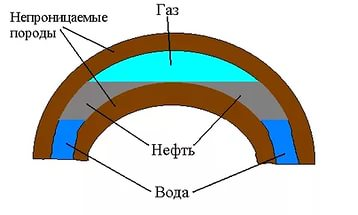 Газ
Непроницаемые
породы
Нефть
Вода